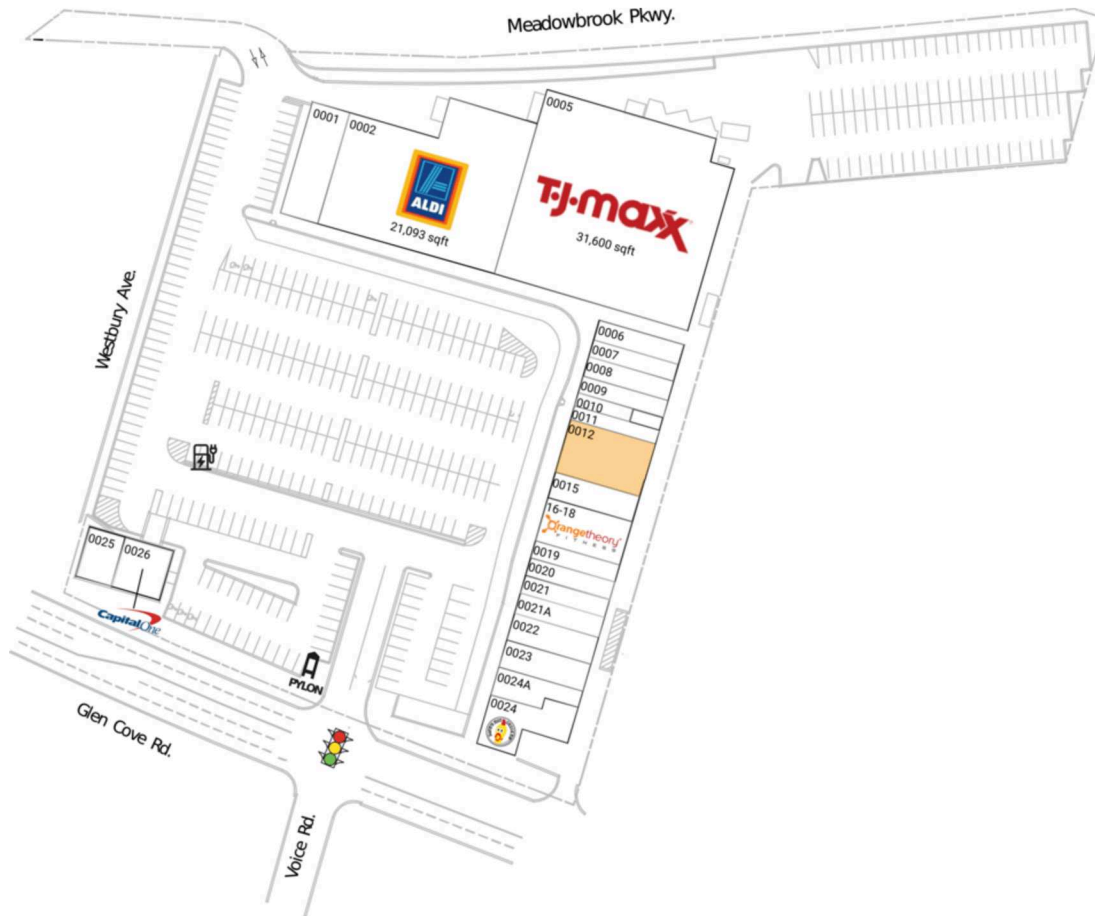 Meadowbrook Pkwy.
0001
0002
0005
ALDI
21,093 sqft
T·J·maxx
31,600 sqft
Westbury Ave.
0006
0007
0008
0009
0010
0011
0012
0015
16-18
Orangetheory
FITNESS
0019
0020
0021
0021A
0022
0023
0024A
0024
0025
0026
CapitalOne
PYLON
Glen Cove Rd.
Voice Rd.